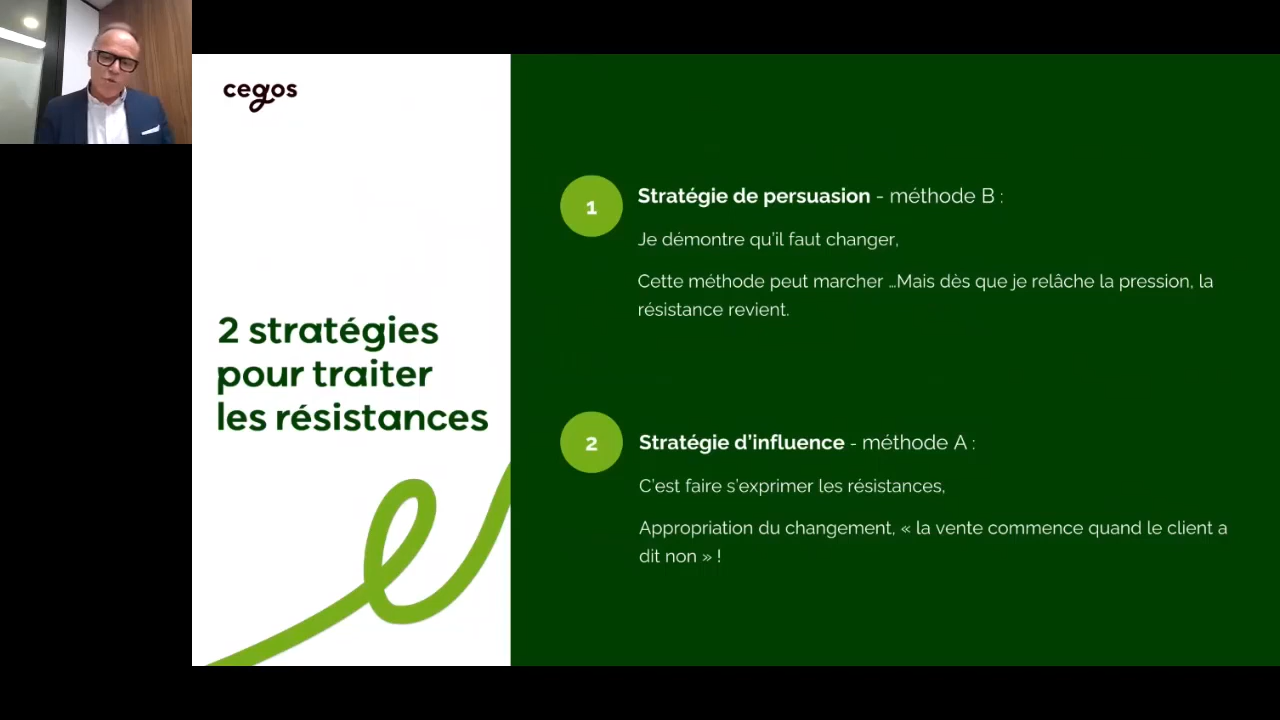 cegos
2 stratégies
pour traiter
les résistances
1
Stratégie de persuasion - méthode B :
Je démontre qu'il faut changer,
Cette méthode peut marcher ...Mais dès que je relâche la pression, la
résistance revient.
2
Stratégie d'influence - méthode A :
C'est faire s'exprimer les résistances,
Appropriation du changement, « la vente commence quand le client a
dit non » !